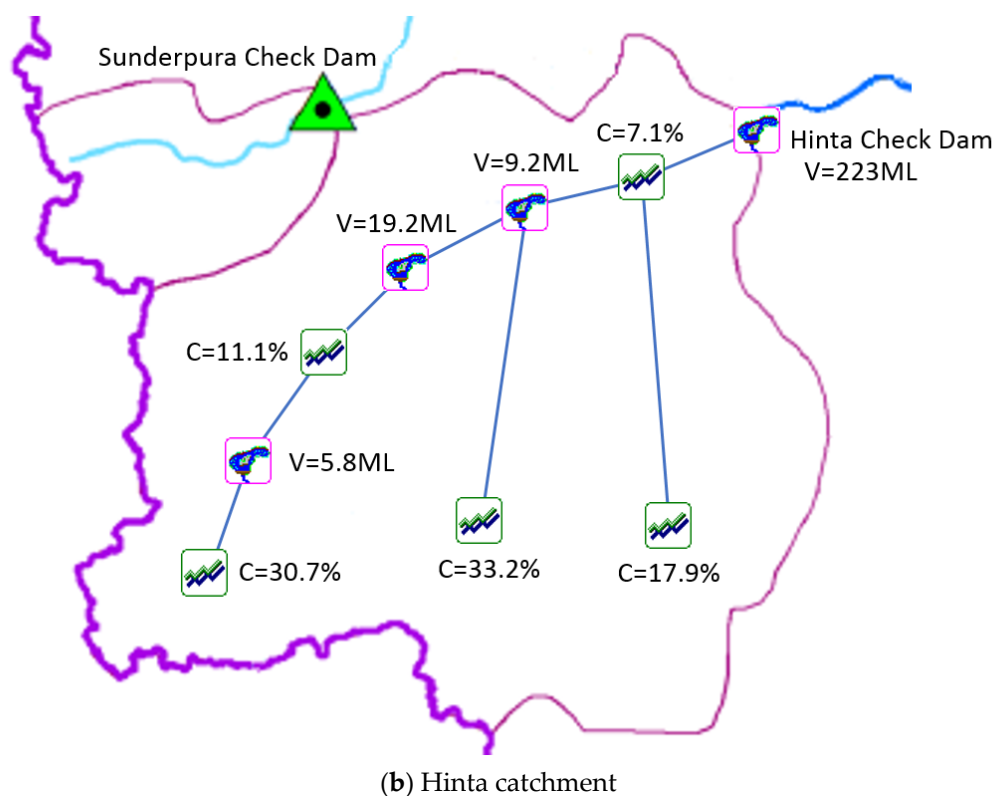 Sunderpura Check Dam
C=7.1%
Hinta Check Dam
V=223ML
V=9.2ML
V=19.2ML
C=11.1%
V=5.8ML
C=30.7%
C=33.2%
C=17.9%
(b) Hinta catchment